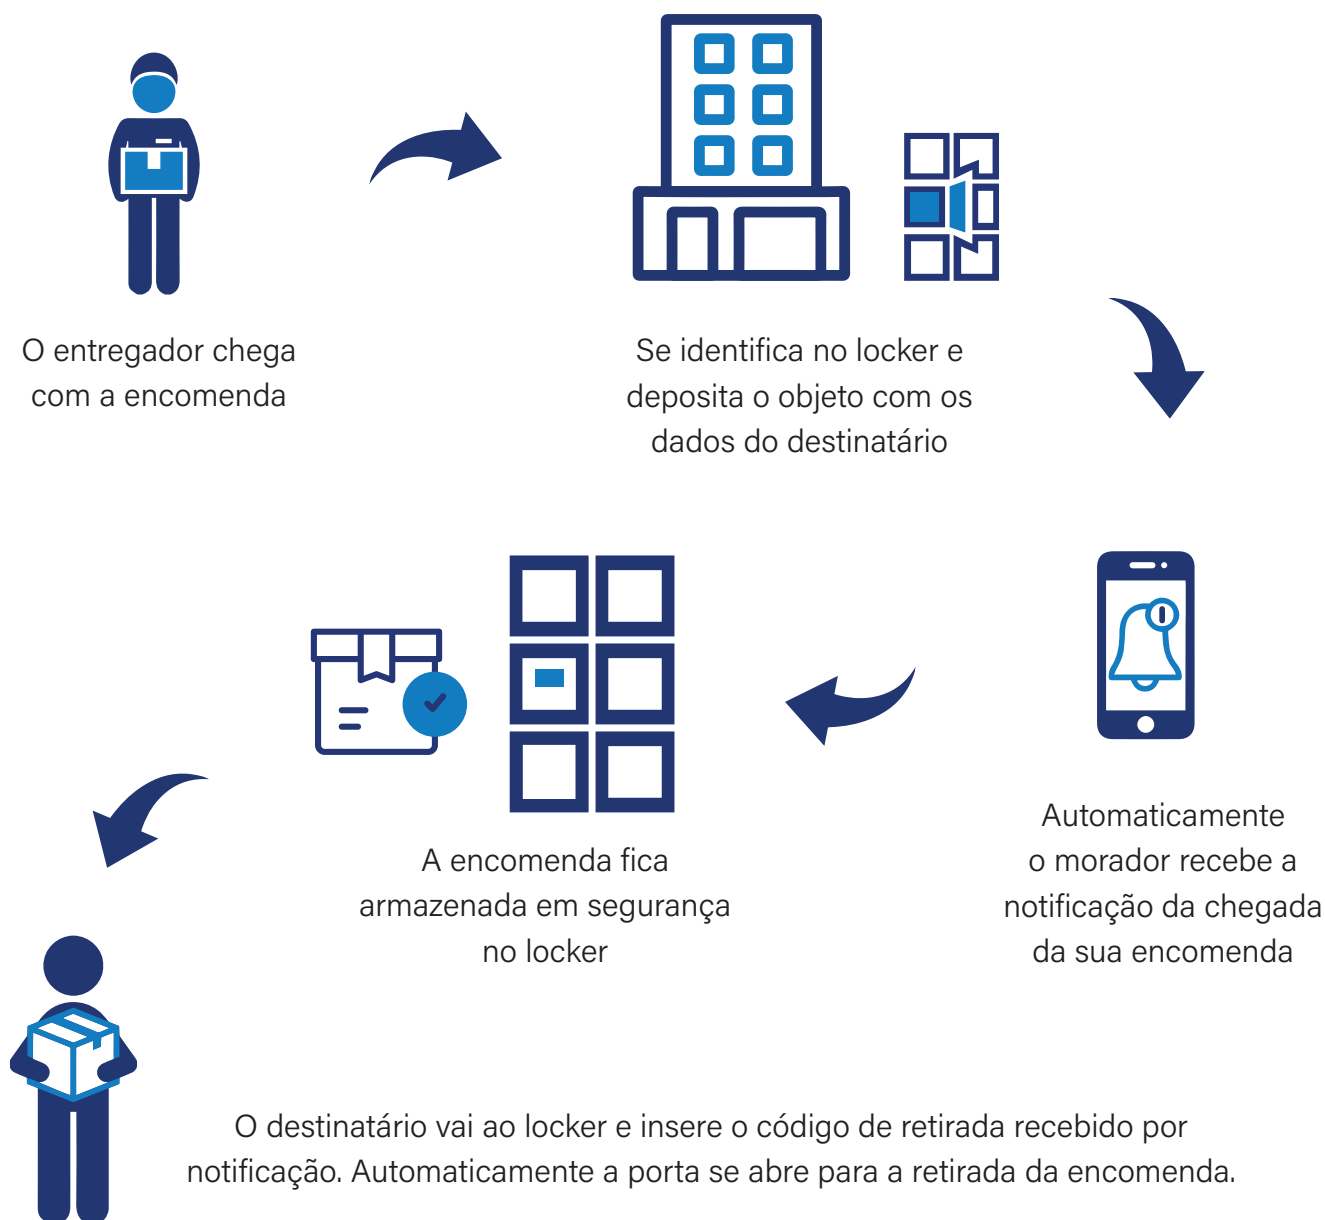 O entregador chega
com a encomenda
Se identifica no locker e
deposita o objeto com os
dados do destinatário
Automaticamente
o morador recebe a
notificação da chegada
da sua encomenda
A encomenda fica
armazenada em segurança
no locker
O destinatário vai ao locker e insere o código de retirada recebido por
notificação. Automaticamente a porta se abre para a retirada da encomenda.